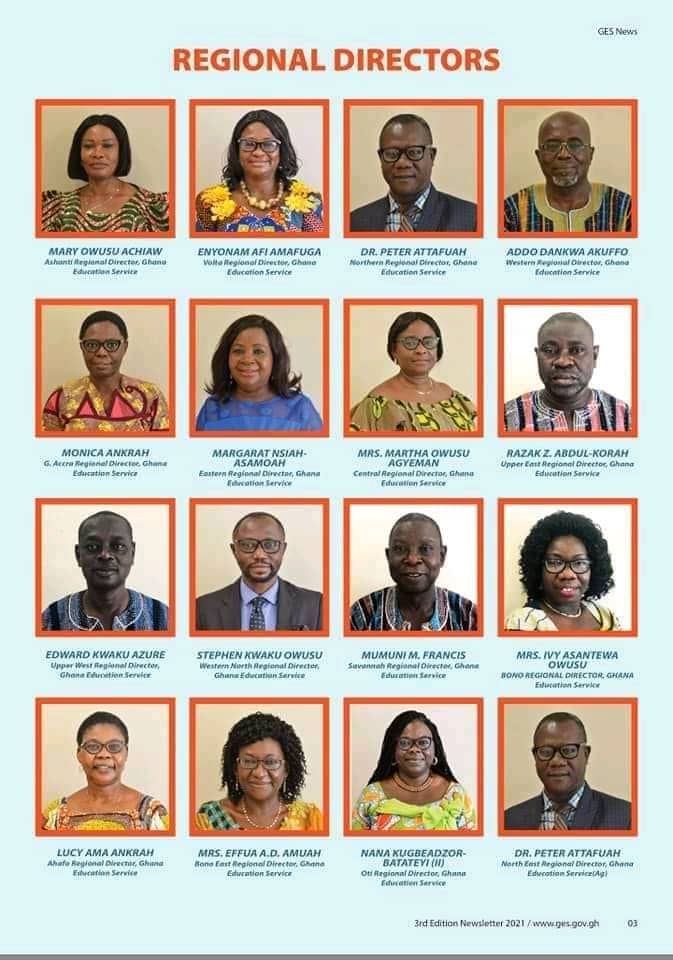 GES News
REGIONAL DIRECTORS
MARY OWUSU ACHIAW
Ashanti Regional Director, Ghana
Education Service
ENYONAM AFI AMAFUGA
Volta Regional Director, Ghana
Education Service
DR. PETER ATTAFUAH
Northern Regional Director, Ghana
Education Service
ADDO DANKWA AKUFFO
Western Regional Director, Ghana
Education Service
MONICA ANKRAH
G. Accra Regional Director, Ghana
Education Service
MARGARAT NSIAH-
ASAMOAH
Eastern Regional Director, Ghana
Education Service
MRS. MARTHA OWUSU
AGYEMAN
Central Regional Director, Ghana
Education Service
RAZAK Z. ABDUL-KORAH
Upper East Regional Director, Ghana
Education Service
EDWARD KWAKU AZURE
Upper West Regional Director,
Ghana Education Service
STEPHEN KWAKU OWUSU
Western North Regional Director,
Ghana Education Service
MUMUNI M. FRANCIS
Savannah Regional Director, Ghana
Education Service
MRS. IVY ASANTEWA
OWUSU
BONO REGIONAL DIRECTOR, GHANA
Education Service
LUCY AMA ANKRAH
Ahafo Regional Director, Ghana
Education Service
MRS. EFFUA A.D. AMUAH
Bono East Regional Director, Ghana
Education Service
NANA KUGBEADZOR-
BATATEYI (II)
Oti Regional Director, Ghana
Education Service
DR. PETER ATTAFUAH
North East Regional Director, Ghana
Education Service(Ag)
3rd Edition Newsletter 2021 / www.ges.gov.gh 03